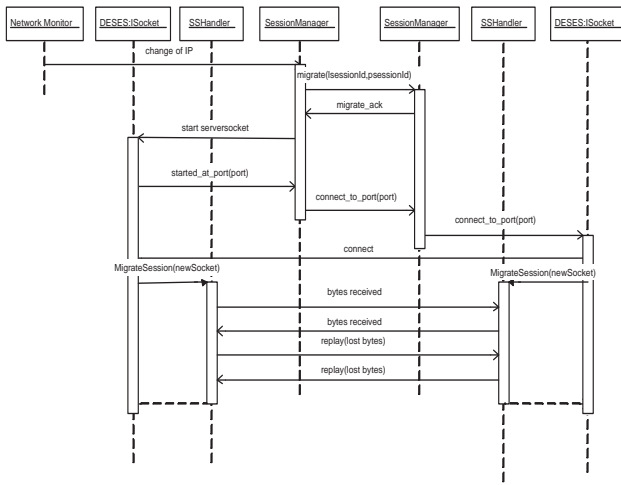 Network Monitor
DESES:ISocket
SSHandler
SessionManager
SessionManager
SSHandler
DESES:ISocket
change of IP
migrate(lsessionId,psessionId)
migrate_ack
start serversocket
started_at_port(port)
connect_to_port(port)
connect_to_port(port)
connect
MigrateSession(newSocket)
MigrateSession(newSocket)
bytes received
bytes received
replay(lost bytes)
replay(lost bytes)